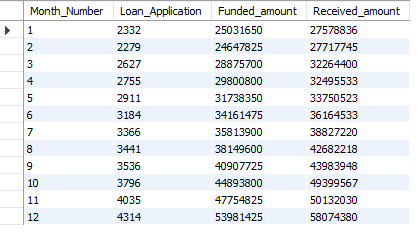 Month_Number Loan_Application Funded_amount Received_amount
1 2332 25031650 27578836
2 2279 24647825 27717745
3 2627 28875700 32264400
4 2755 29800800 32495533
5 2911 31738350 33750523
6 3184 34161475 36164533
7 3366 35813900 38827220
8 3441 38149600 42682218
9 3536 40907725 43983948
10 3796 44893800 49399567
11 4035 47754825 50132030
12 4314 53981425 58074380